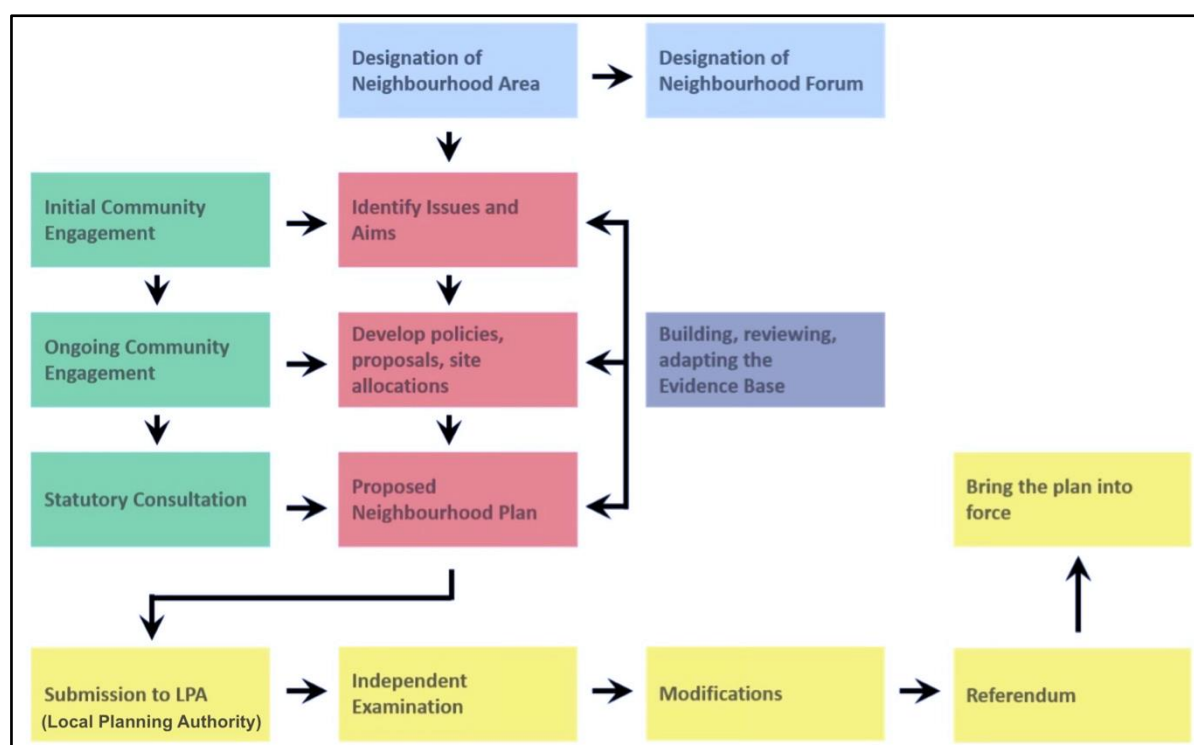 Designation of
Neighbourhood Area
Designation of
Neighbourhood Forum
Initial Community
Engagement
Identify Issues and
Aims
Ongoing Community
Engagement
Develop policies,
proposals, site
allocations
Building, reviewing,
adapting the
Evidence Base
Statutory Consultation
Proposed
Neighbourhood Plan
Bring the plan into
force
Submission to LPA
(Local Planning Authority)
Independent
Examination
Modifications
Referendum